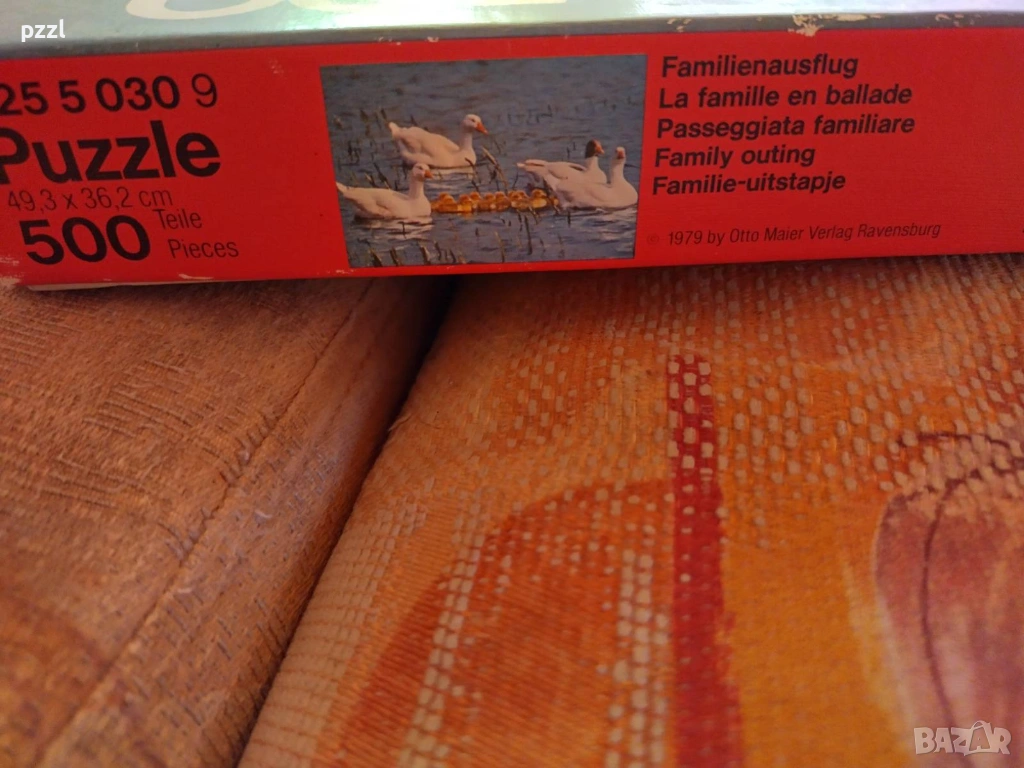 pzzl
25 5 030 9
Puzzle
49,3 x 36,2 cm
500 Teile
Pieces
Familienausflug
La famille en ballade
Passeggiata familiare
Family outing
Familie-uitstapje
© 1979 by Otto Maier Verlag Ravensburg
BAZAR